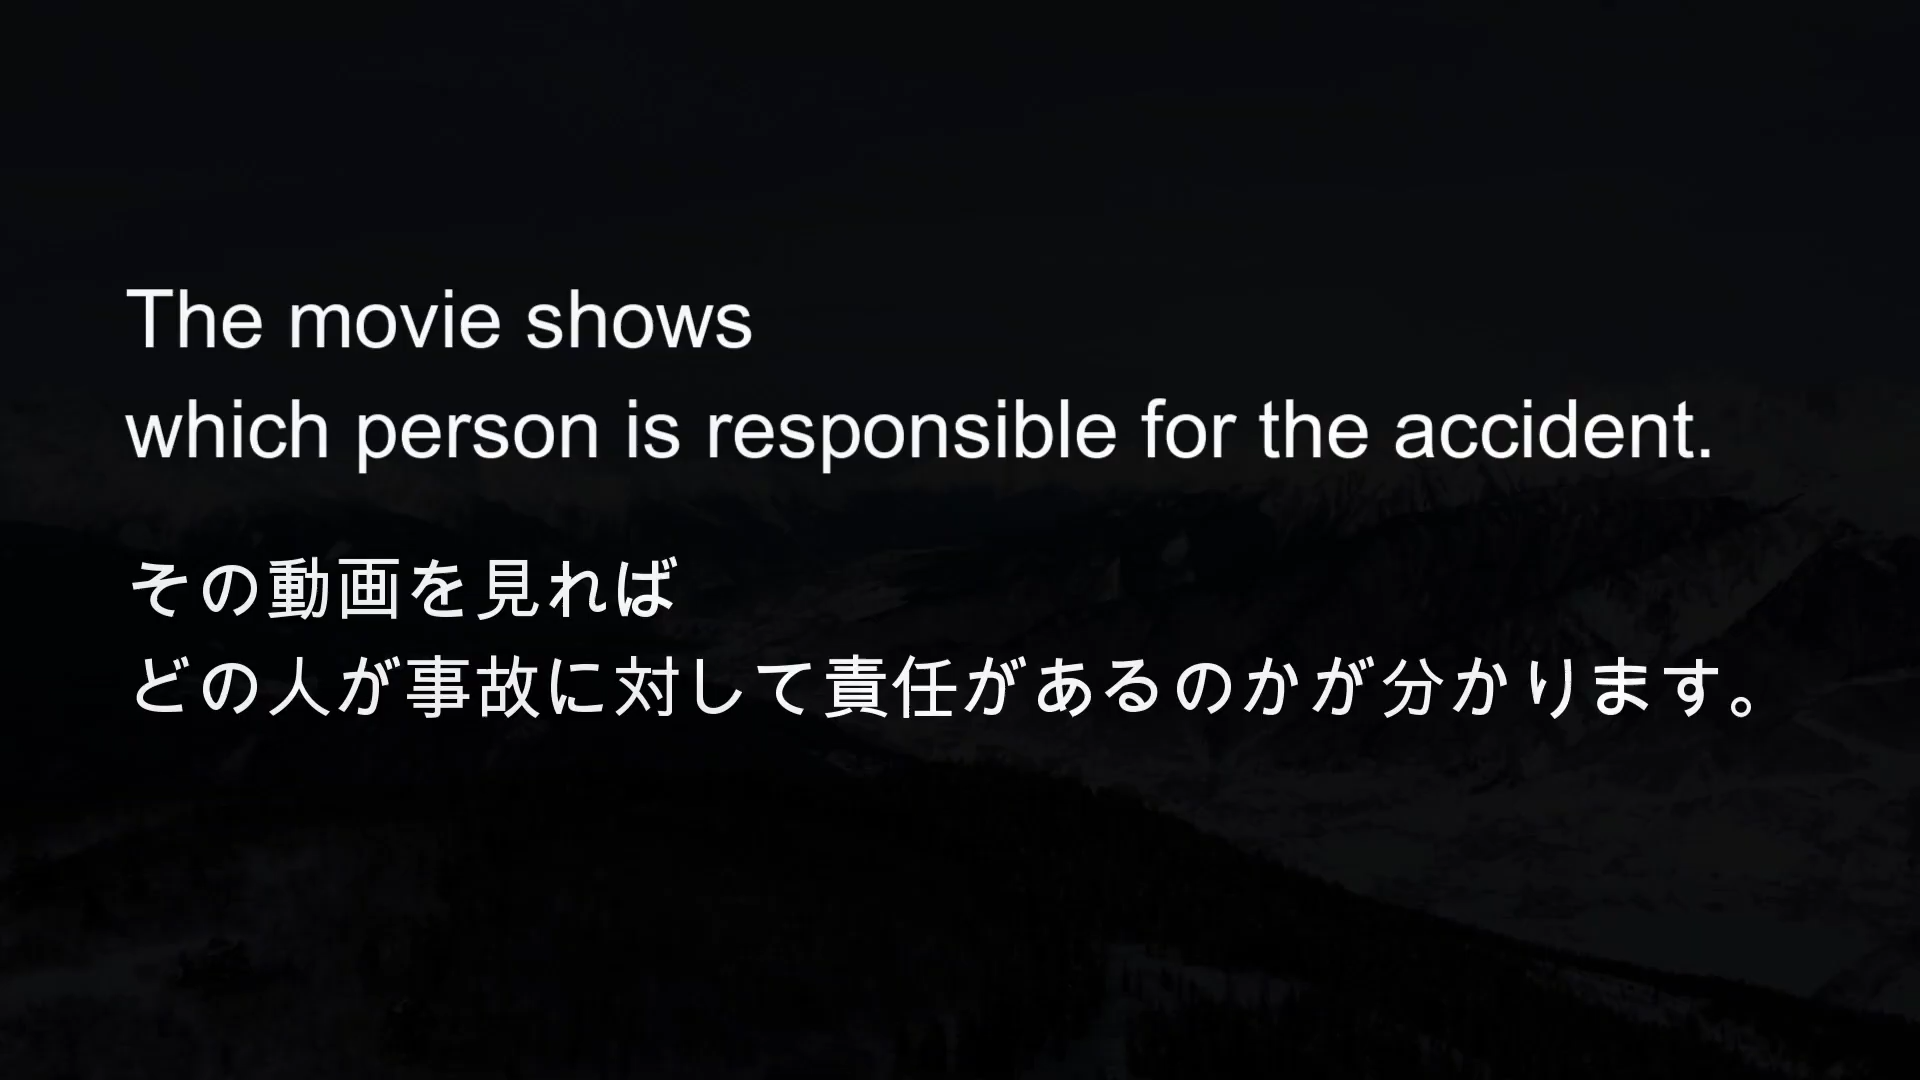 The movie shows
which person is responsible for the accident.
その動画を見れば
どの人が事故に対して責任があるのかが分かります。